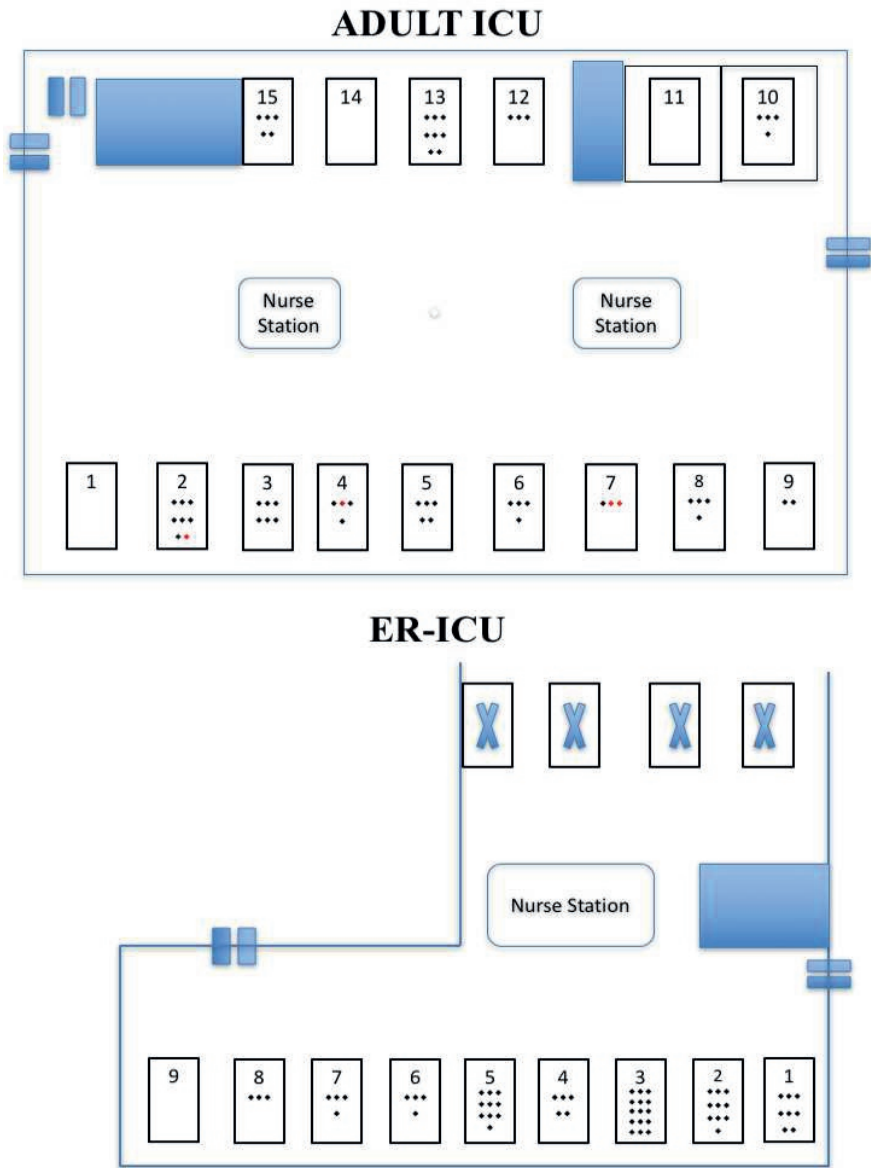 ADULT ICU
15 14 13 12 11 10
Nurse
Station
Nurse
Station
1 2 3 4 5 6 7 8 9
ER-ICU
Nurse Station
9 8 7 6 5 4 3 2 1